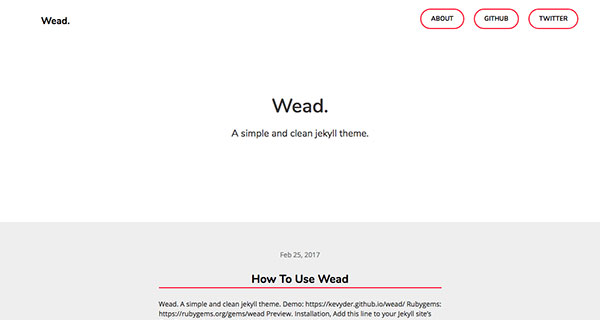 Wead.
ABOUT
GITHUB
TWITTER
Wead.
A simple and clean jekyll theme.
Feb 25, 2017
How To Use Wead
Wead. A simple and clean jekyll theme. Demo: https://kevyder.github.io/wead/ Rubygems:
https://rubygems.org/gems/wead Preview. Installation, Add this line to your Jekyll site's